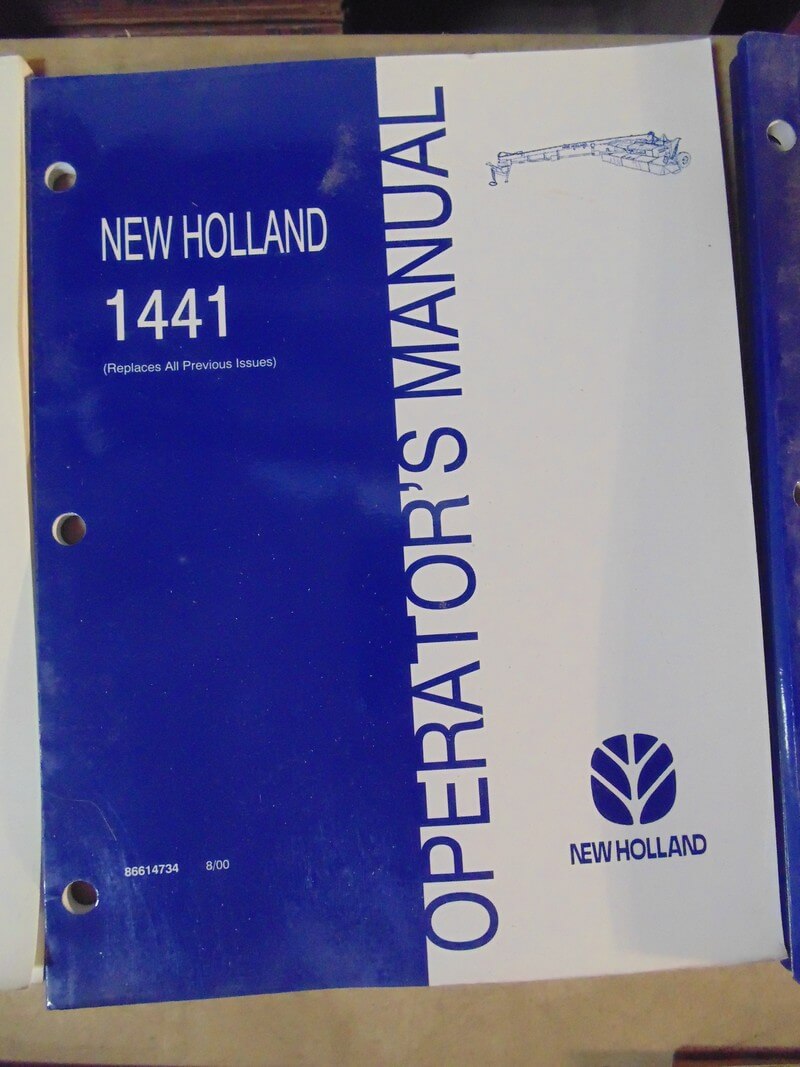 NEW HOLLAND
1441
(Replaces All Previous Issues)
86614734 8/00
OPERATOR'S MANUAL
NEW HOLLAND